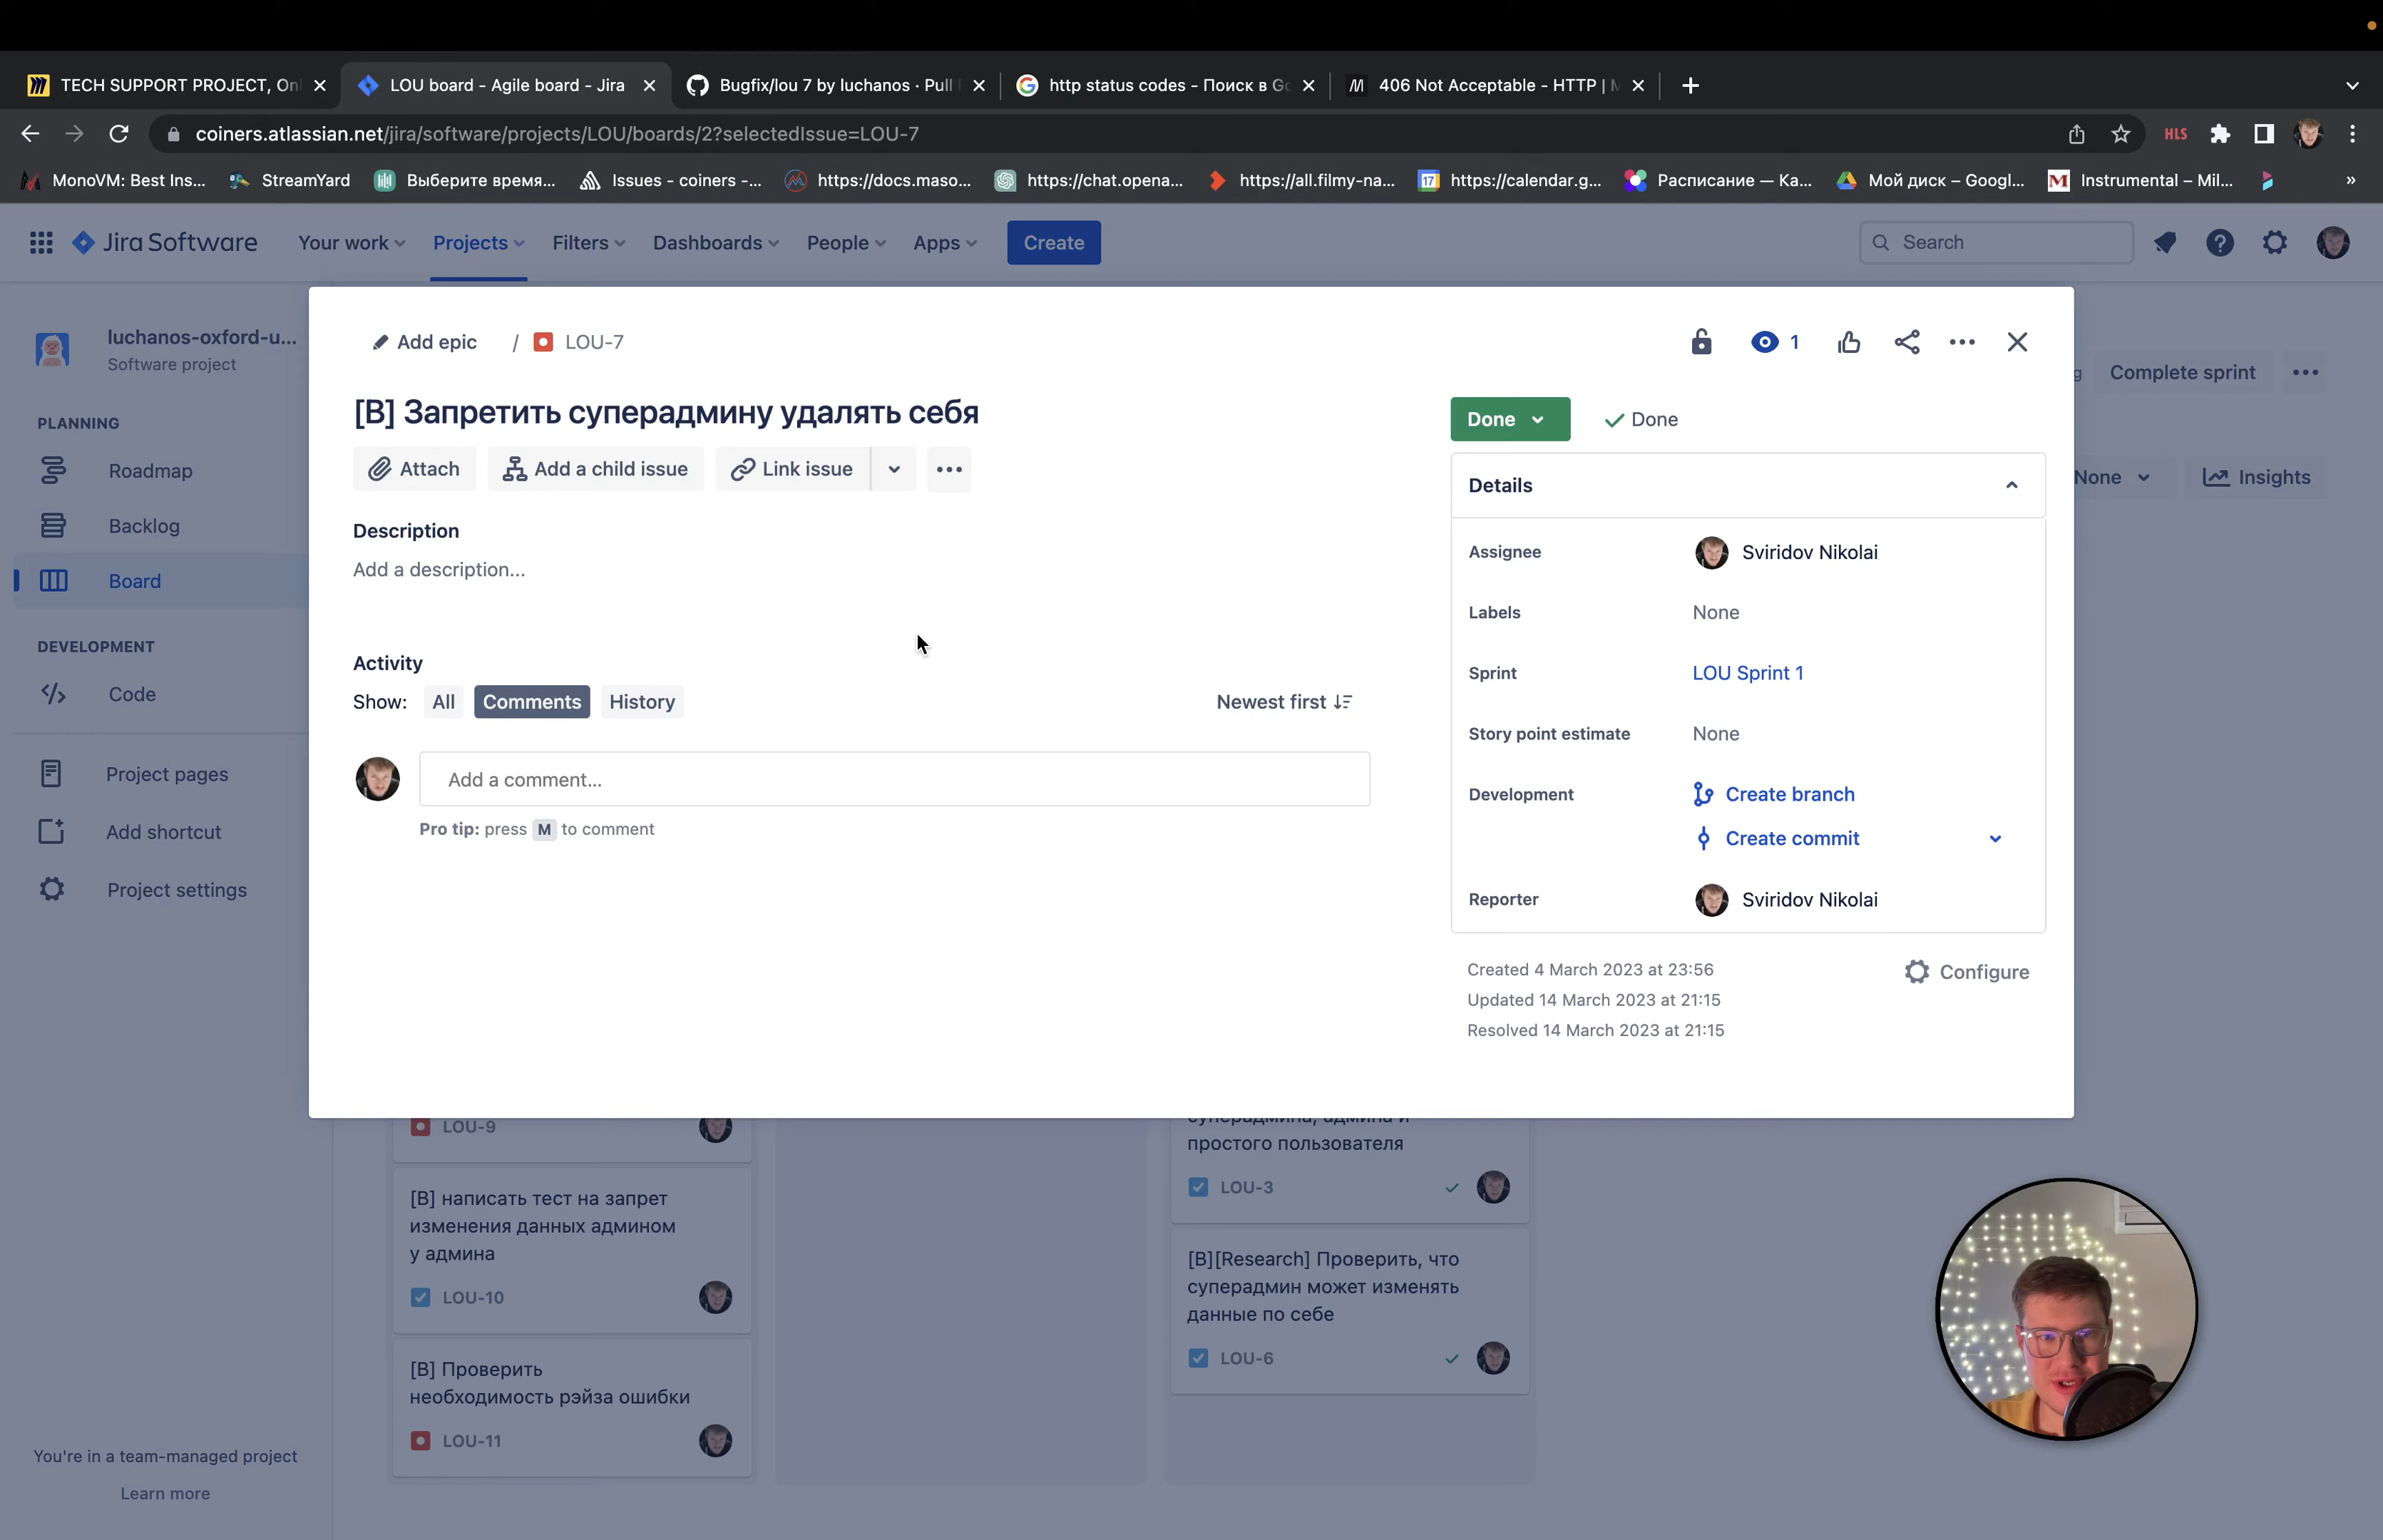 TECH SUPPORT PROJECT, On
LOU board - Agile board - Jira
Bugfix/lou 7 by luchanos · Pull
http status codes - Поиск в Go
406 Not Acceptable - HTTP | M
coiners.atlassian.net/jira/software/projects/LOU/boards/2?selectedIssue=LOU-7
HLS
MonoVM: Best Ins...
StreamYard
Выберите время...
Issues - coiners -...
https://docs.maso...
https://chat.opena...
https://all.filmy-na...
17
https://calendar.g...
Расписание — Ка...
Мой диск – Googl...
Instrumental – Mil...
»
Jira Software
Your work
Projects
Filters
Dashboards
People
Apps
Create
Search
luchanos-oxford-u...
Software project
PLANNING
Roadmap
Backlog
Board
DEVELOPMENT
Code
Project pages
Add shortcut
Project settings
You're in a team-managed project
Learn more
Complete sprint
None
Insights
Add epic / LOU-7
1
[B] Запретить суперадмину удалять себя
Attach
Add a child issue
Link issue
Description
Add a description...
Activity
Show: All Comments History
Newest first
Add a comment...
Pro tip: press M to comment
Done
Done
Details
Assignee Sviridov Nikolai
Labels None
Sprint LOU Sprint 1
Story point estimate None
Development Create branch
Create commit
Reporter Sviridov Nikolai
Created 4 March 2023 at 23:56
Updated 14 March 2023 at 21:15
Resolved 14 March 2023 at 21:15
Configure
LOU-9
[B] написать тест на запрет
изменения данных админом
у админа
LOU-10
[B] Проверить
необходимость рэйза ошибки
LOU-11
суперадмина, админа и
простого пользователя
LOU-3
[B][Research] Проверить, что
суперадмин может изменять
данные по себе
LOU-6